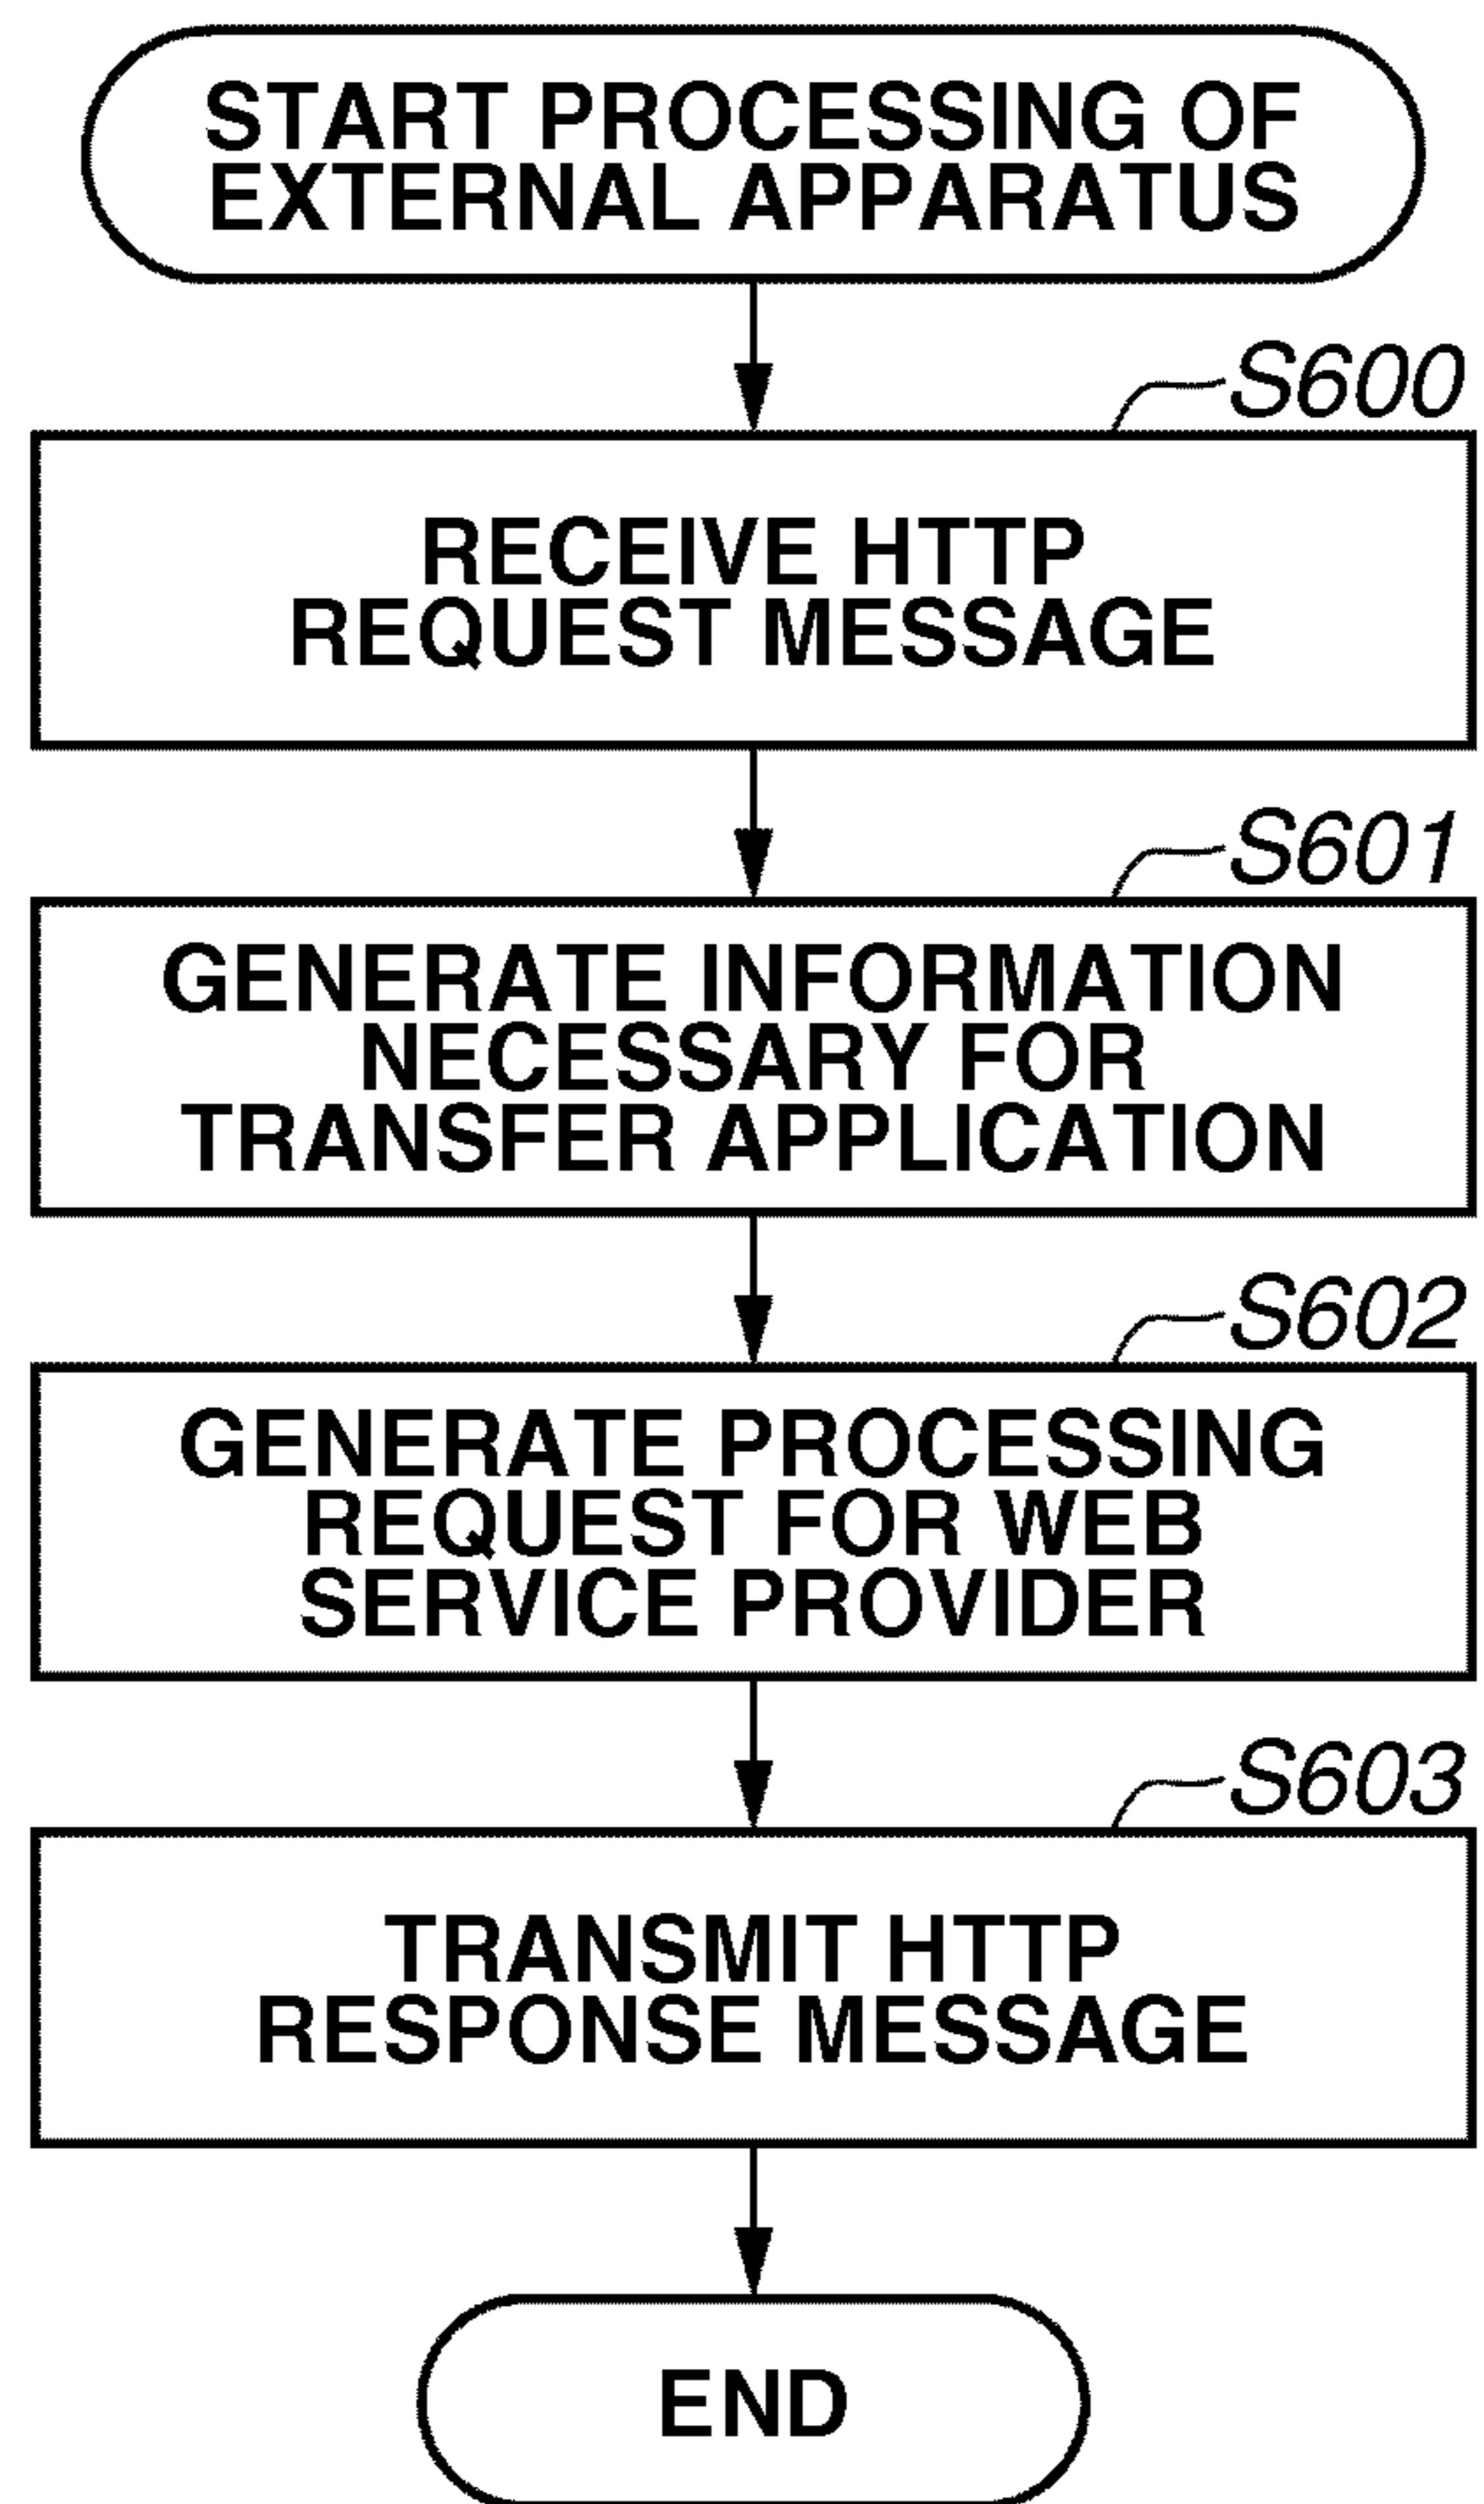 START PROCESSING OF
EXTERNAL APPARATUS
S600
RECEIVE HTTP
REQUEST MESSAGE
S601
GENERATE INFORMATION
NECESSARY FOR
TRANSFER APPLICATION
S602
GENERATE PROCESSING
REQUEST FOR WEB
SERVICE PROVIDER
S603
TRANSMIT HTTP
RESPONSE MESSAGE
END